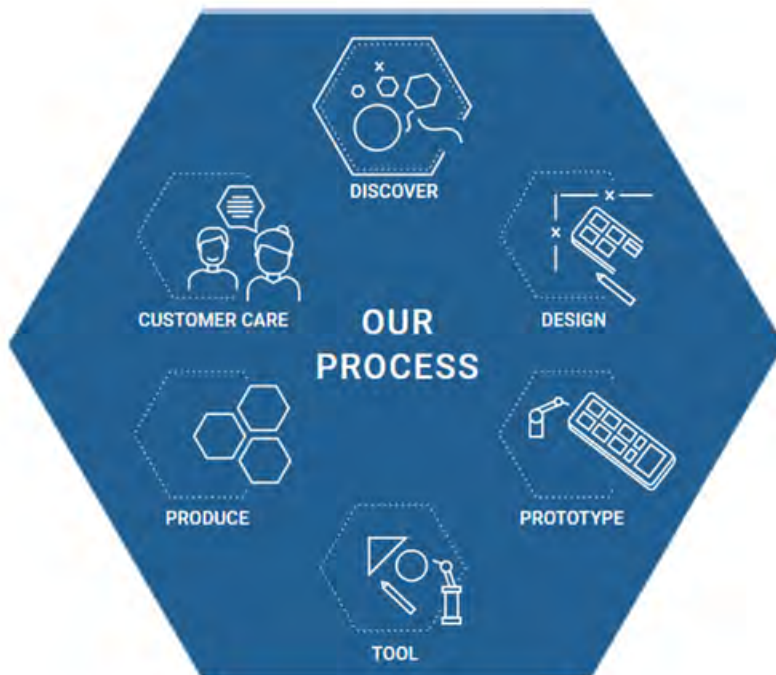 DISCOVER
CUSTOMER CARE
DESIGN
OUR
PROCESS
PRODUCE
PROTOTYPE
TOOL